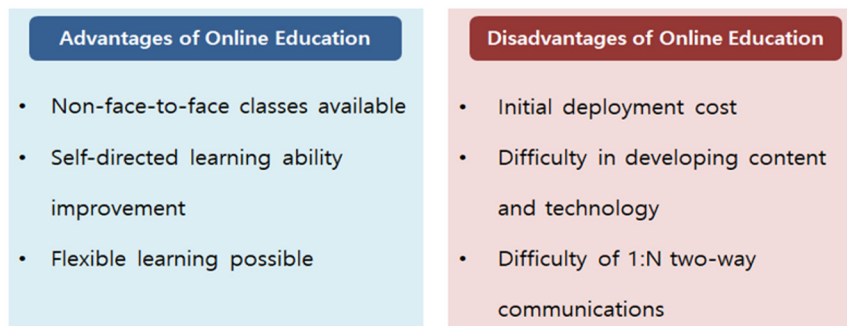 Advantages of Online Education
• Non-face-to-face classes available
• Self-directed learning ability
improvement
• Flexible learning possible
Disadvantages of Online Education
• Initial deployment cost
• Difficulty in developing content
and technology
• Difficulty of 1:N two-way
communications